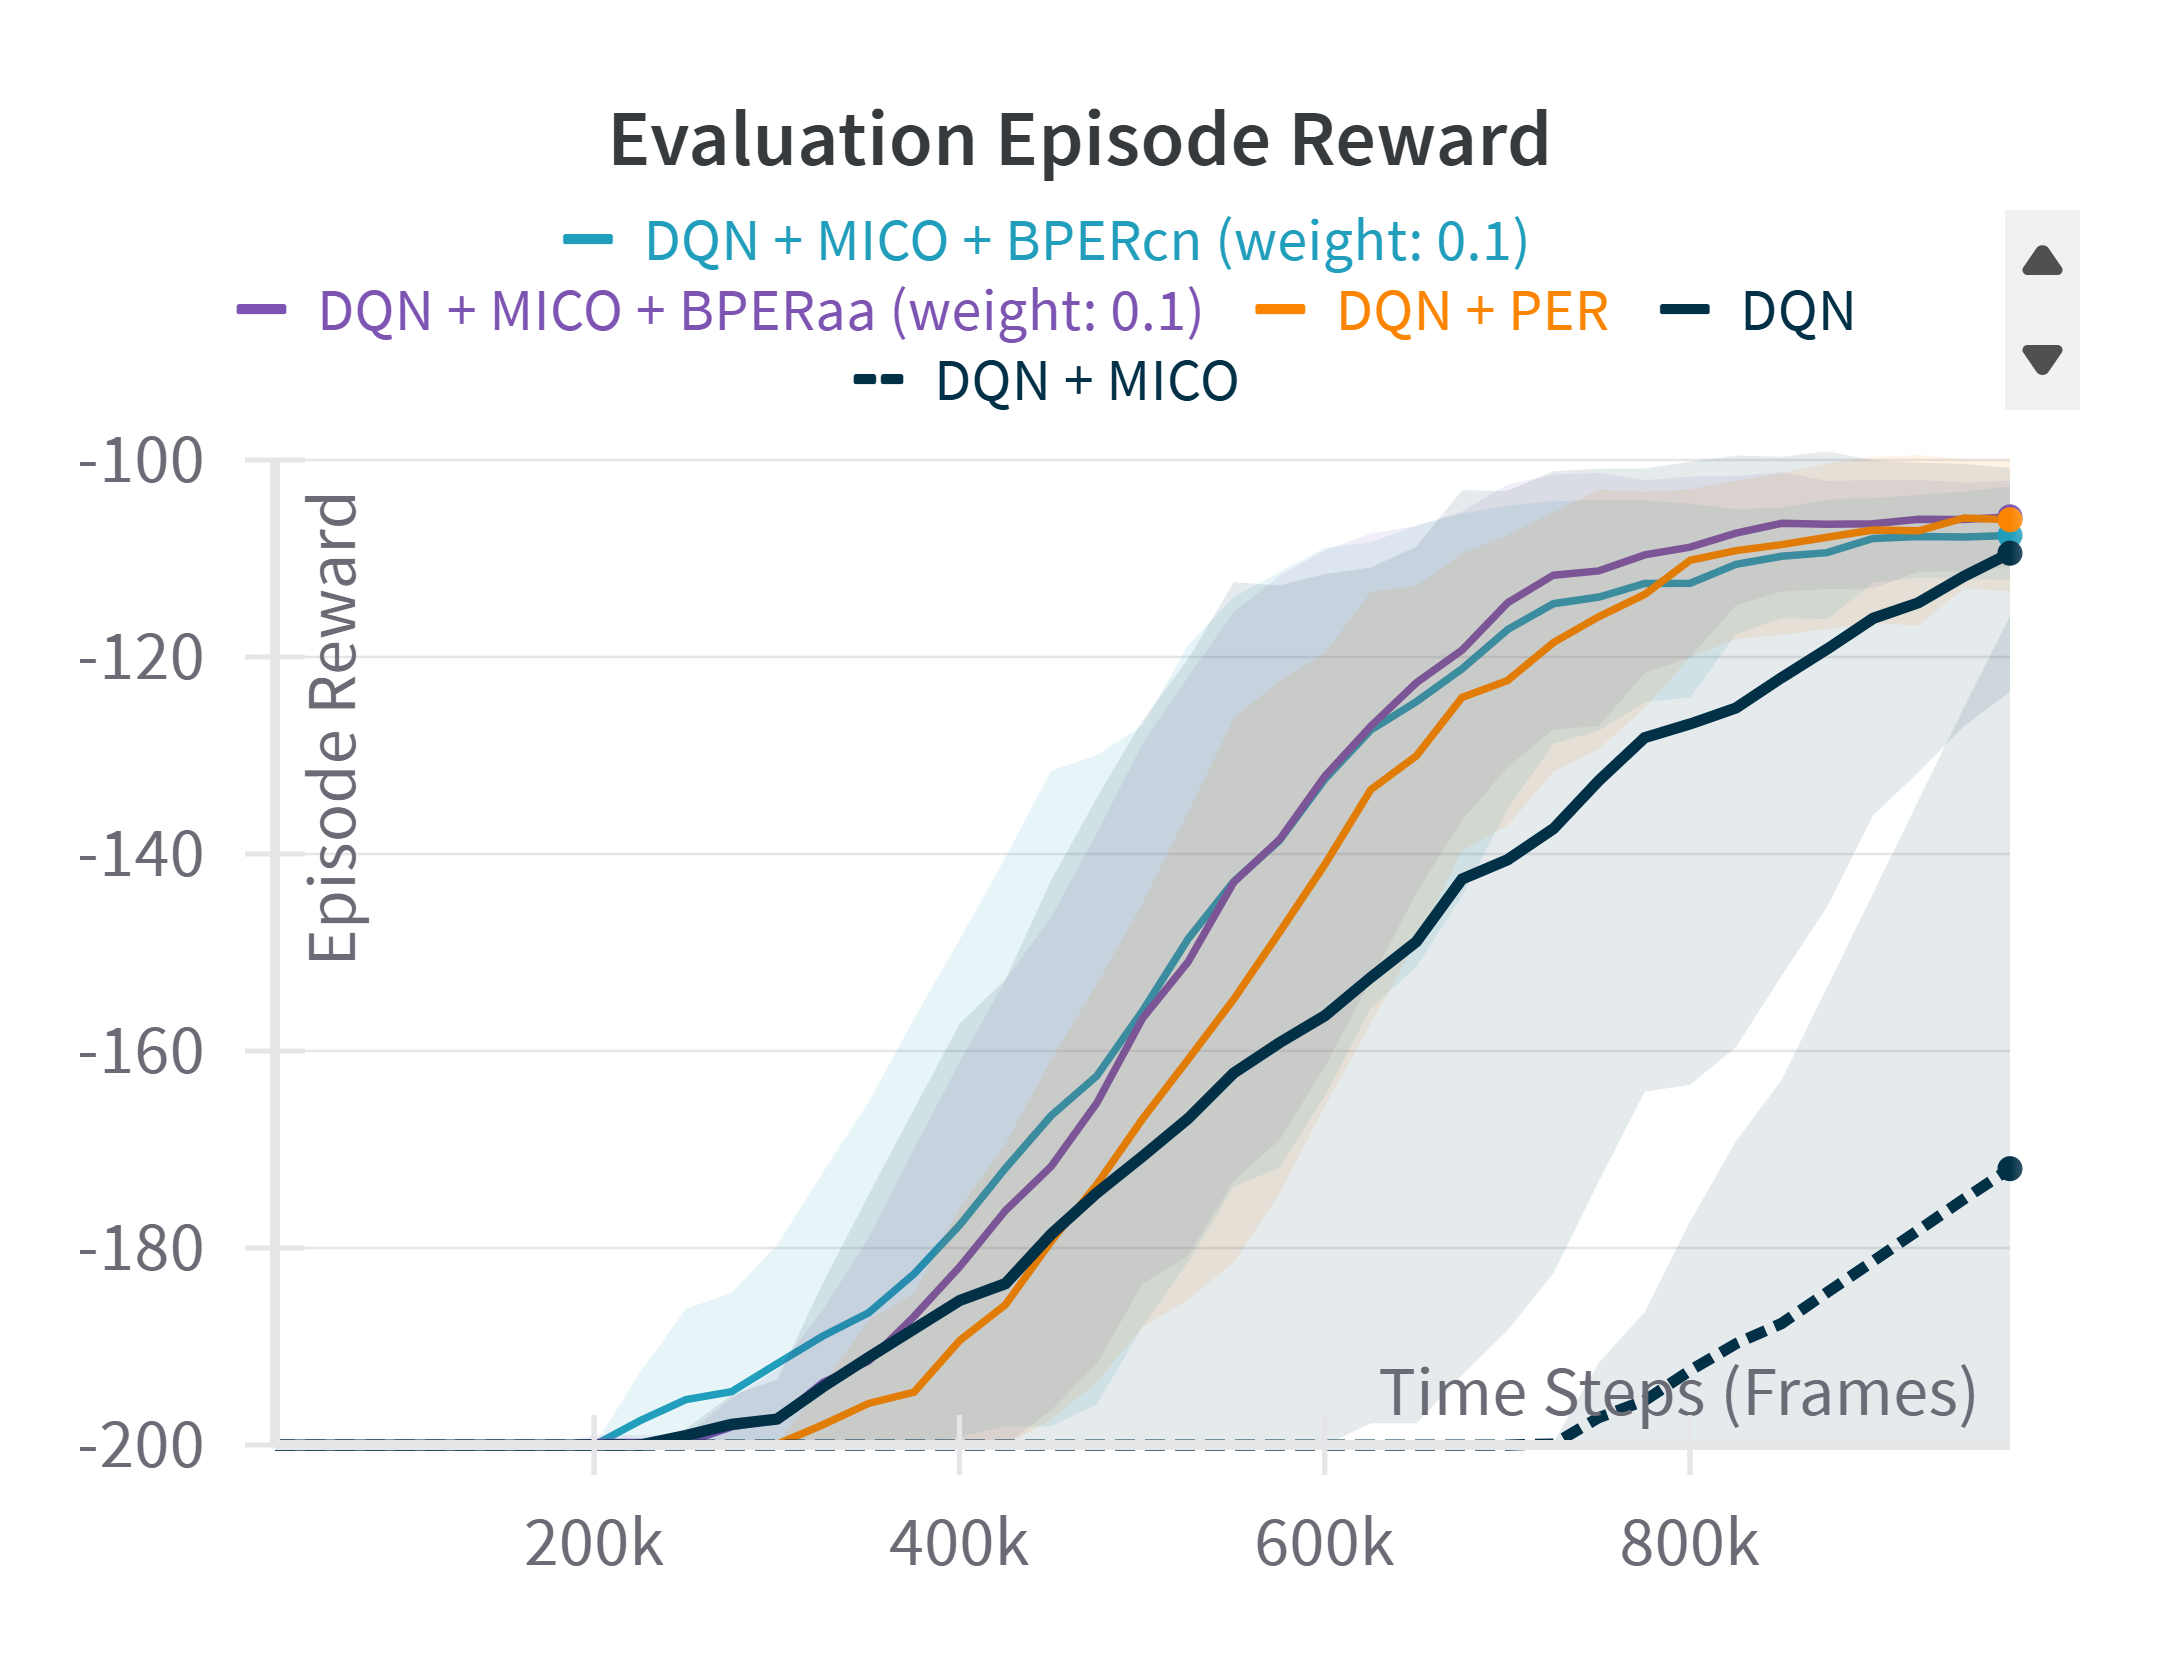 Evaluation Episode Reward
DQN + MICO + BPERcn (weight: 0.1)
DQN + MICO + BPERaa (weight: 0.1) DQN + PER DQN
DQN + MICO
-100
-120
-140
-160
-180
-200
Episode Reward
Time Steps (Frames)
200k 400k 600k 800k